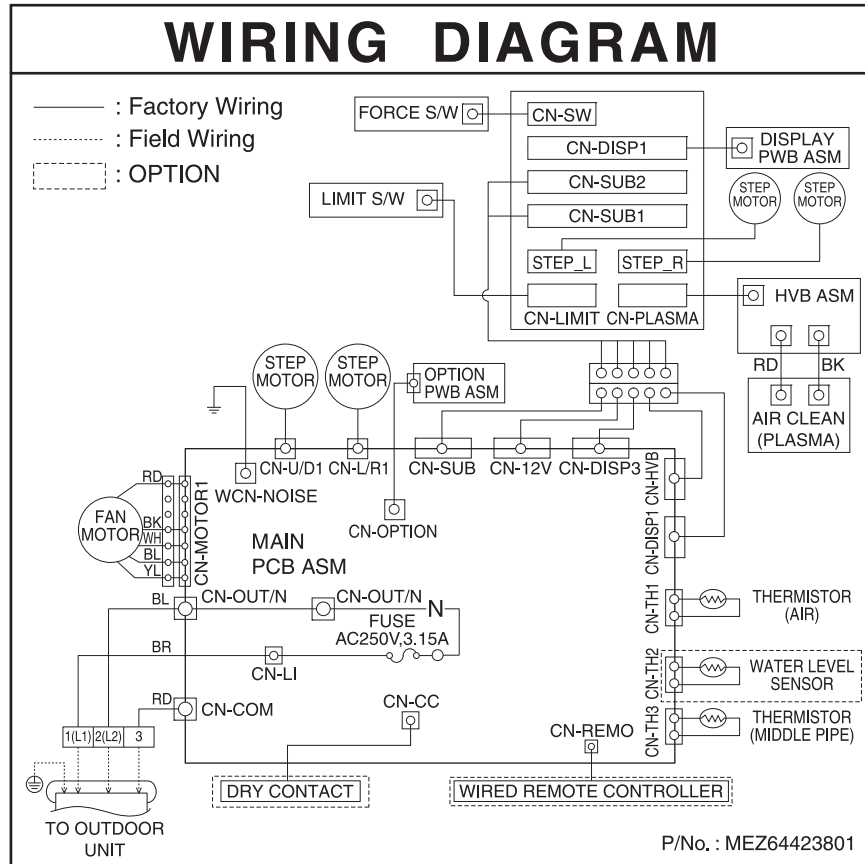 WIRING DIAGRAM
: Factory Wiring
: Field Wiring
: OPTION
FORCE S/W
CN-SW
CN-DISP1
DISPLAY
PWB ASM
CN-SUB2
LIMIT S/W
CN-SUB1
STEP
MOTOR
STEP
MOTOR
STEP_L
STEP_R
CN-LIMIT
CN-PLASMA
HVB ASM
RD
BK
AIR CLEAN
(PLASMA)
STEP
MOTOR
STEP
MOTOR
OPTION
PWB ASM
CN-U/D1
CN-L/R1
CN-SUB
CN-12V
CN-DISP3
CN-HVB
WCN-NOISE
CN-OPTION
CN-DISP1
RD
BK
WH
BL
YL
FAN
MOTOR
CN-MOTOR1
MAIN
PCB ASM
BL
CN-OUT/N
CN-OUT/N
N
FUSE
AC250V,3.15A
CN-TH1
THERMISTOR
(AIR)
BR
CN-LI
CN-TH2
WATER LEVEL
SENSOR
RD
CN-COM
CN-CC
CN-REMO
CN-TH3
THERMISTOR
(MIDDLE PIPE)
1(L1)
2(L2)
3
DRY CONTACT
WIRED REMOTE CONTROLLER
TO OUTDOOR
UNIT
P/No. : MEZ64423801